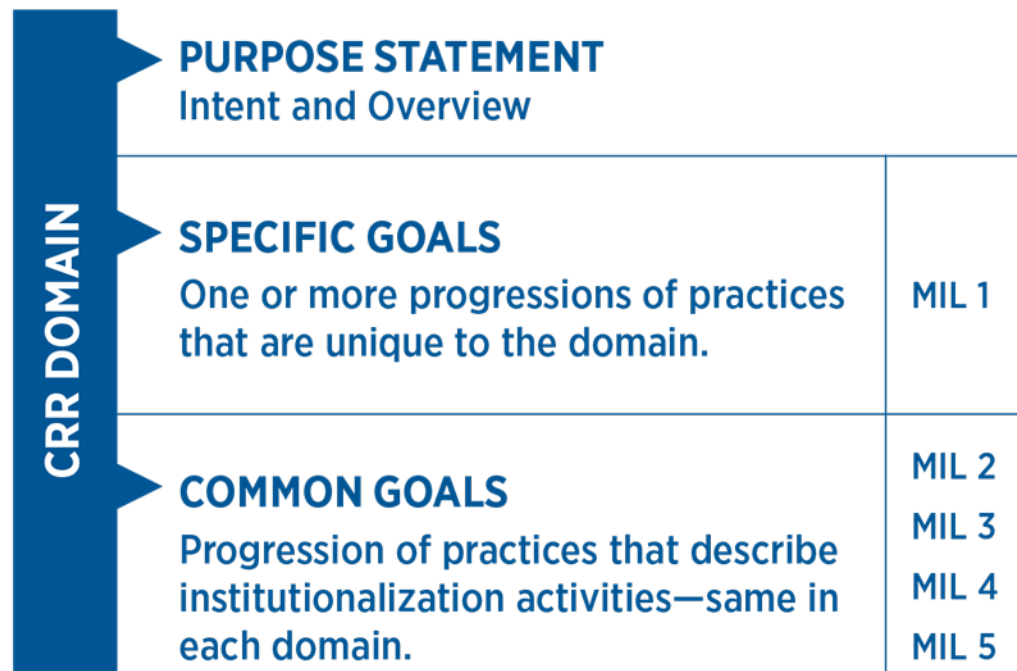 CRR DOMAIN
PURPOSE STATEMENT
Intent and Overview
SPECIFIC GOALS
One or more progressions of practices
that are unique to the domain.
MIL 1
COMMON GOALS
Progression of practices that describe
institutionalization activities—same in
each domain.
MIL 2
MIL 3
MIL 4
MIL 5